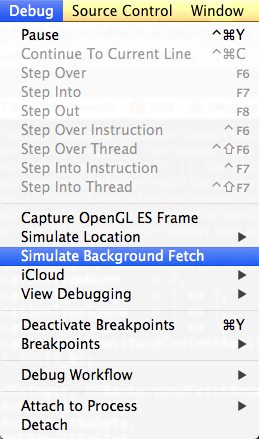 Debug Source Control Window
Pause ^⌘Y
Continue To Current Line ^⌘C
Step Over F6
Step Into F7
Step Out F8
Step Over Instruction ^F6
Step Over Thread ^⇧F6
Step Into Instruction ^F7
Step Into Thread ^⇧F7
Capture OpenGL ES Frame
Simulate Location
Simulate Background Fetch
iCloud
View Debugging
Deactivate Breakpoints ⌘Y
Breakpoints
Debug Workflow
Attach to Process
Detach